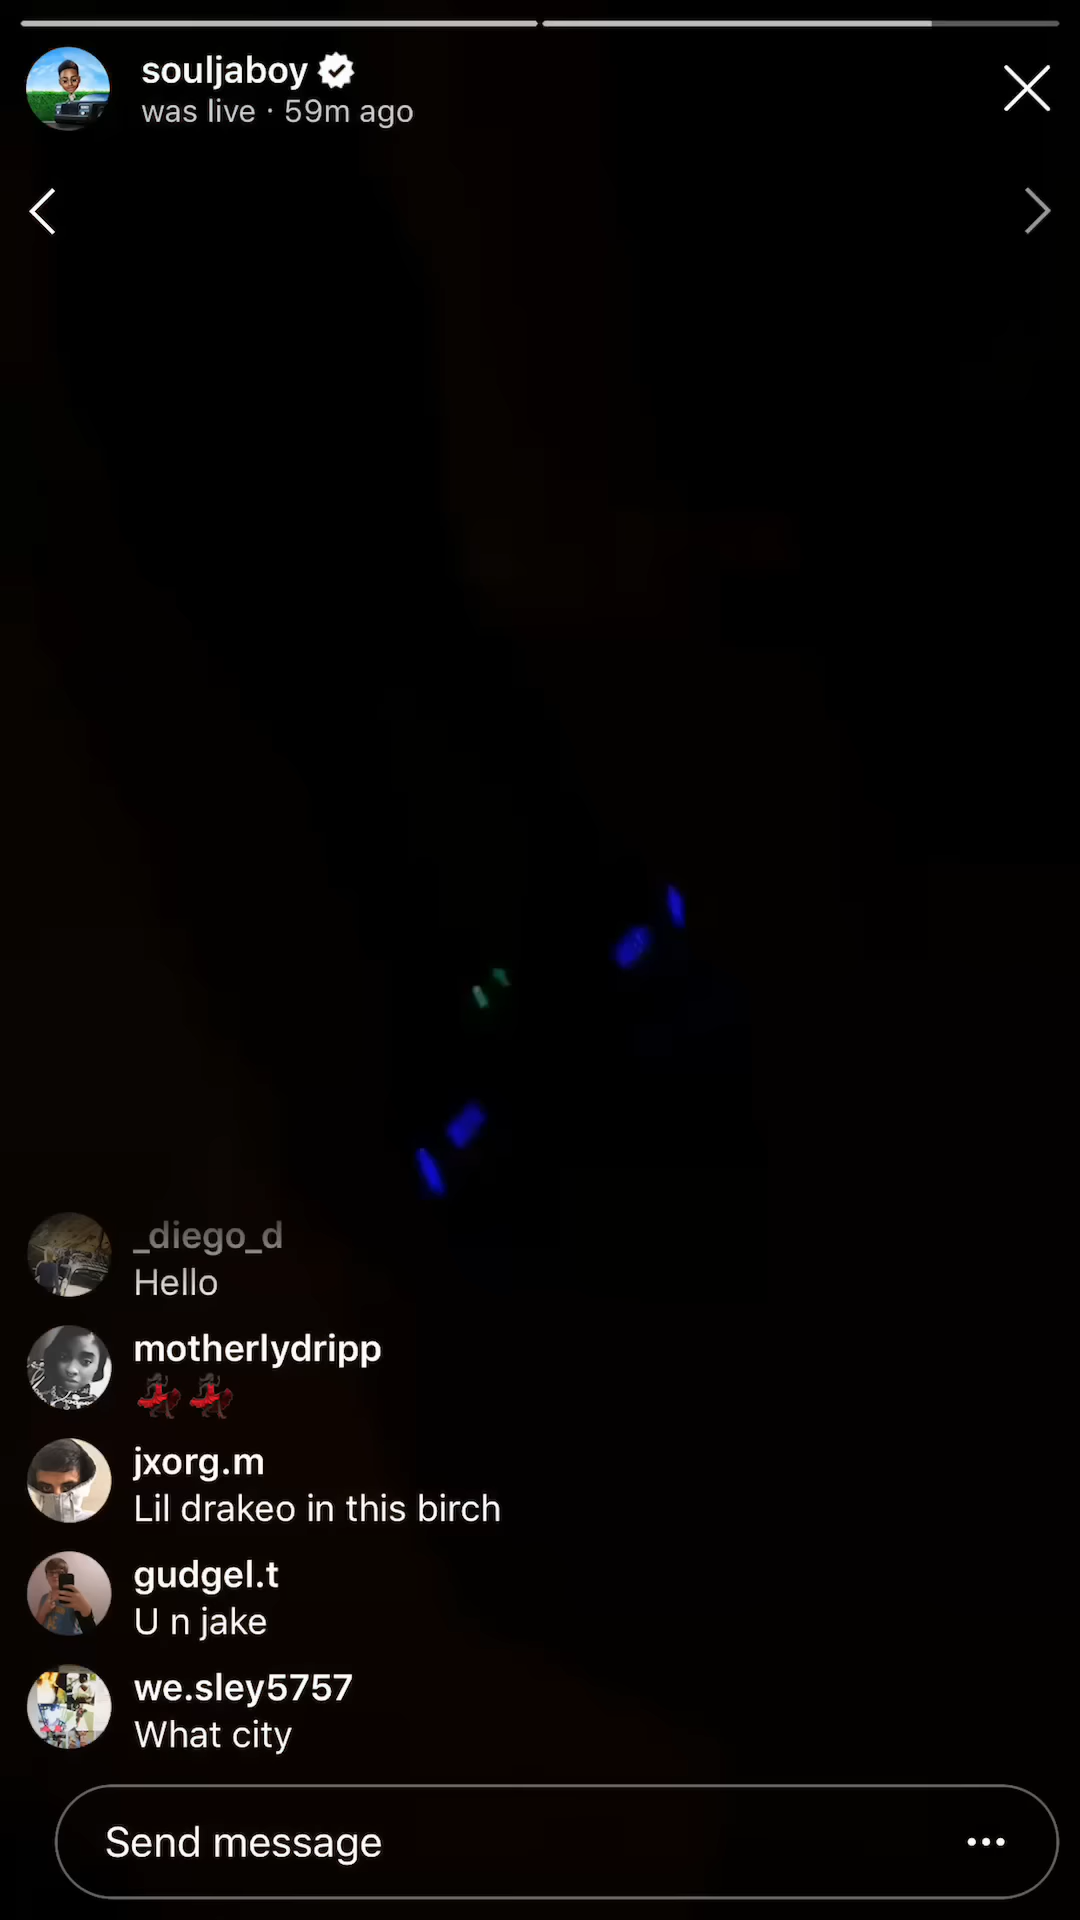 souljaboy
was live · 59m ago
_diego_d
Hello
motherlydripp
💃🏿💃🏿
jxorg.m
Lil drakeo in this birch
gudgel.t
U n jake
we.sley5757
What city
Send message